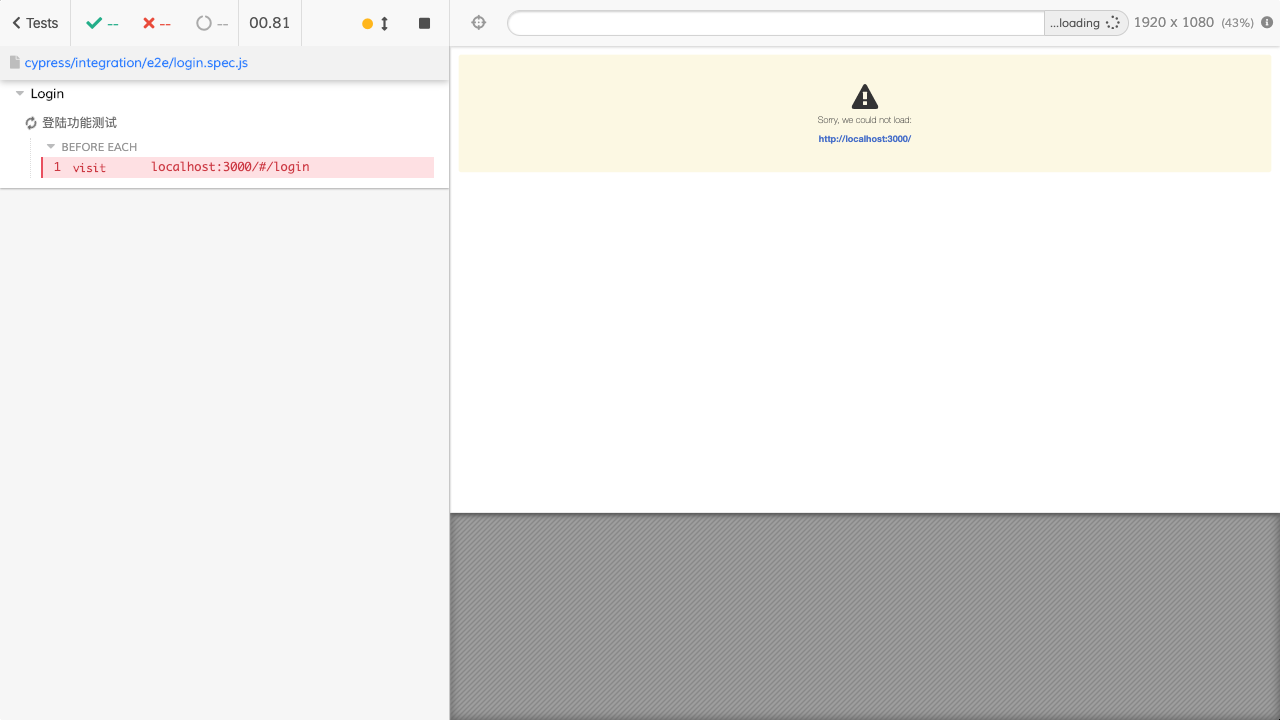 Tests -- -- -- 00.81
cypress/integration/e2e/login.spec.js
Login
登陆功能测试
BEFORE EACH
1 visit localhost:3000/#/login
...loading 1920 x 1080 (43%)
Sorry, we could not load:
http://localhost:3000/